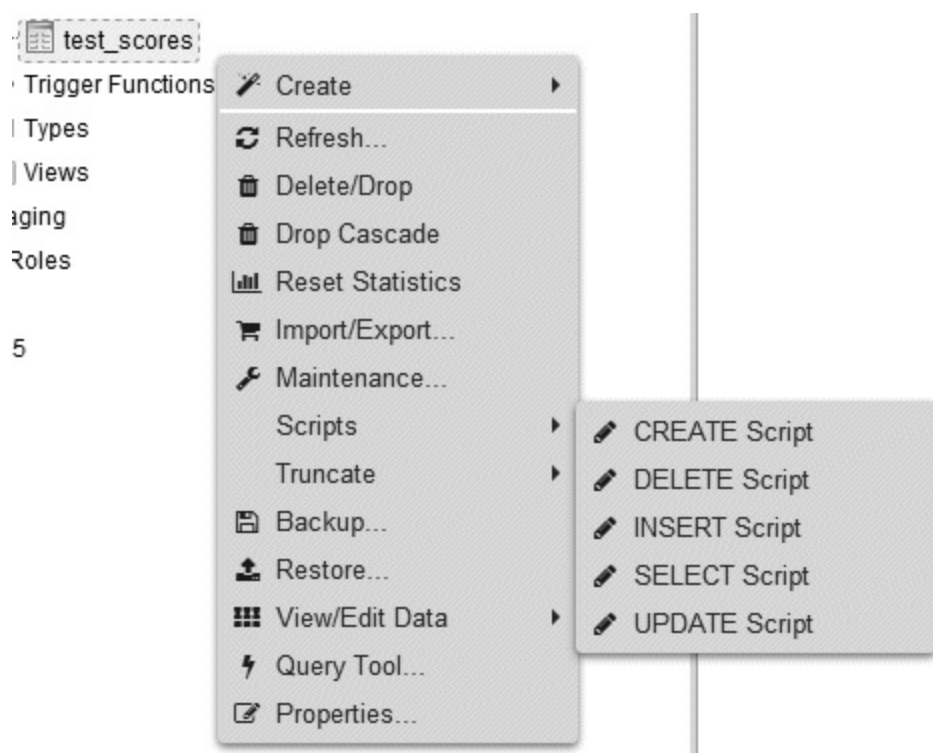 test_scores
Trigger Functions
Types
Views
Roles
5
Create
Refresh...
Delete/Drop
Drop Cascade
Reset Statistics
Import/Export...
Maintenance...
Scripts
Truncate
Backup...
Restore...
View/Edit Data
Query Tool...
Properties...
CREATE Script
DELETE Script
INSERT Script
SELECT Script
UPDATE Script